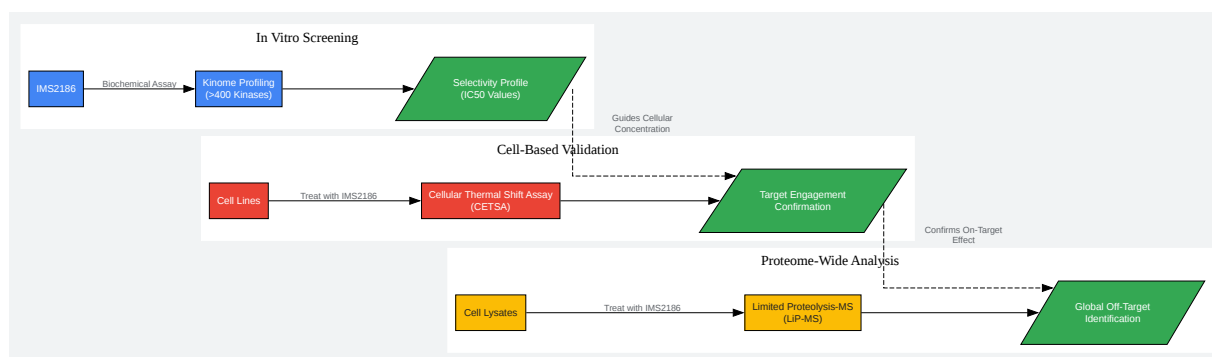 In Vitro Screening
IMS2186
Biochemical Assay
Kinome Profiling
(>400 Kinases)
Selectivity Profile
(IC50 Values)
Guides Cellular
Concentration
Cell-Based Validation
Cell Lines
Treat with IMS2186
Cellular Thermal Shift Assay
(CETSA)
Target Engagement
Confirmation
Confirms On-Target
Effect
Proteome-Wide Analysis
Cell Lysates
Treat with IMS2186
Limited Proteolysis-MS
(LiP-MS)
Global Off-Target
Identification